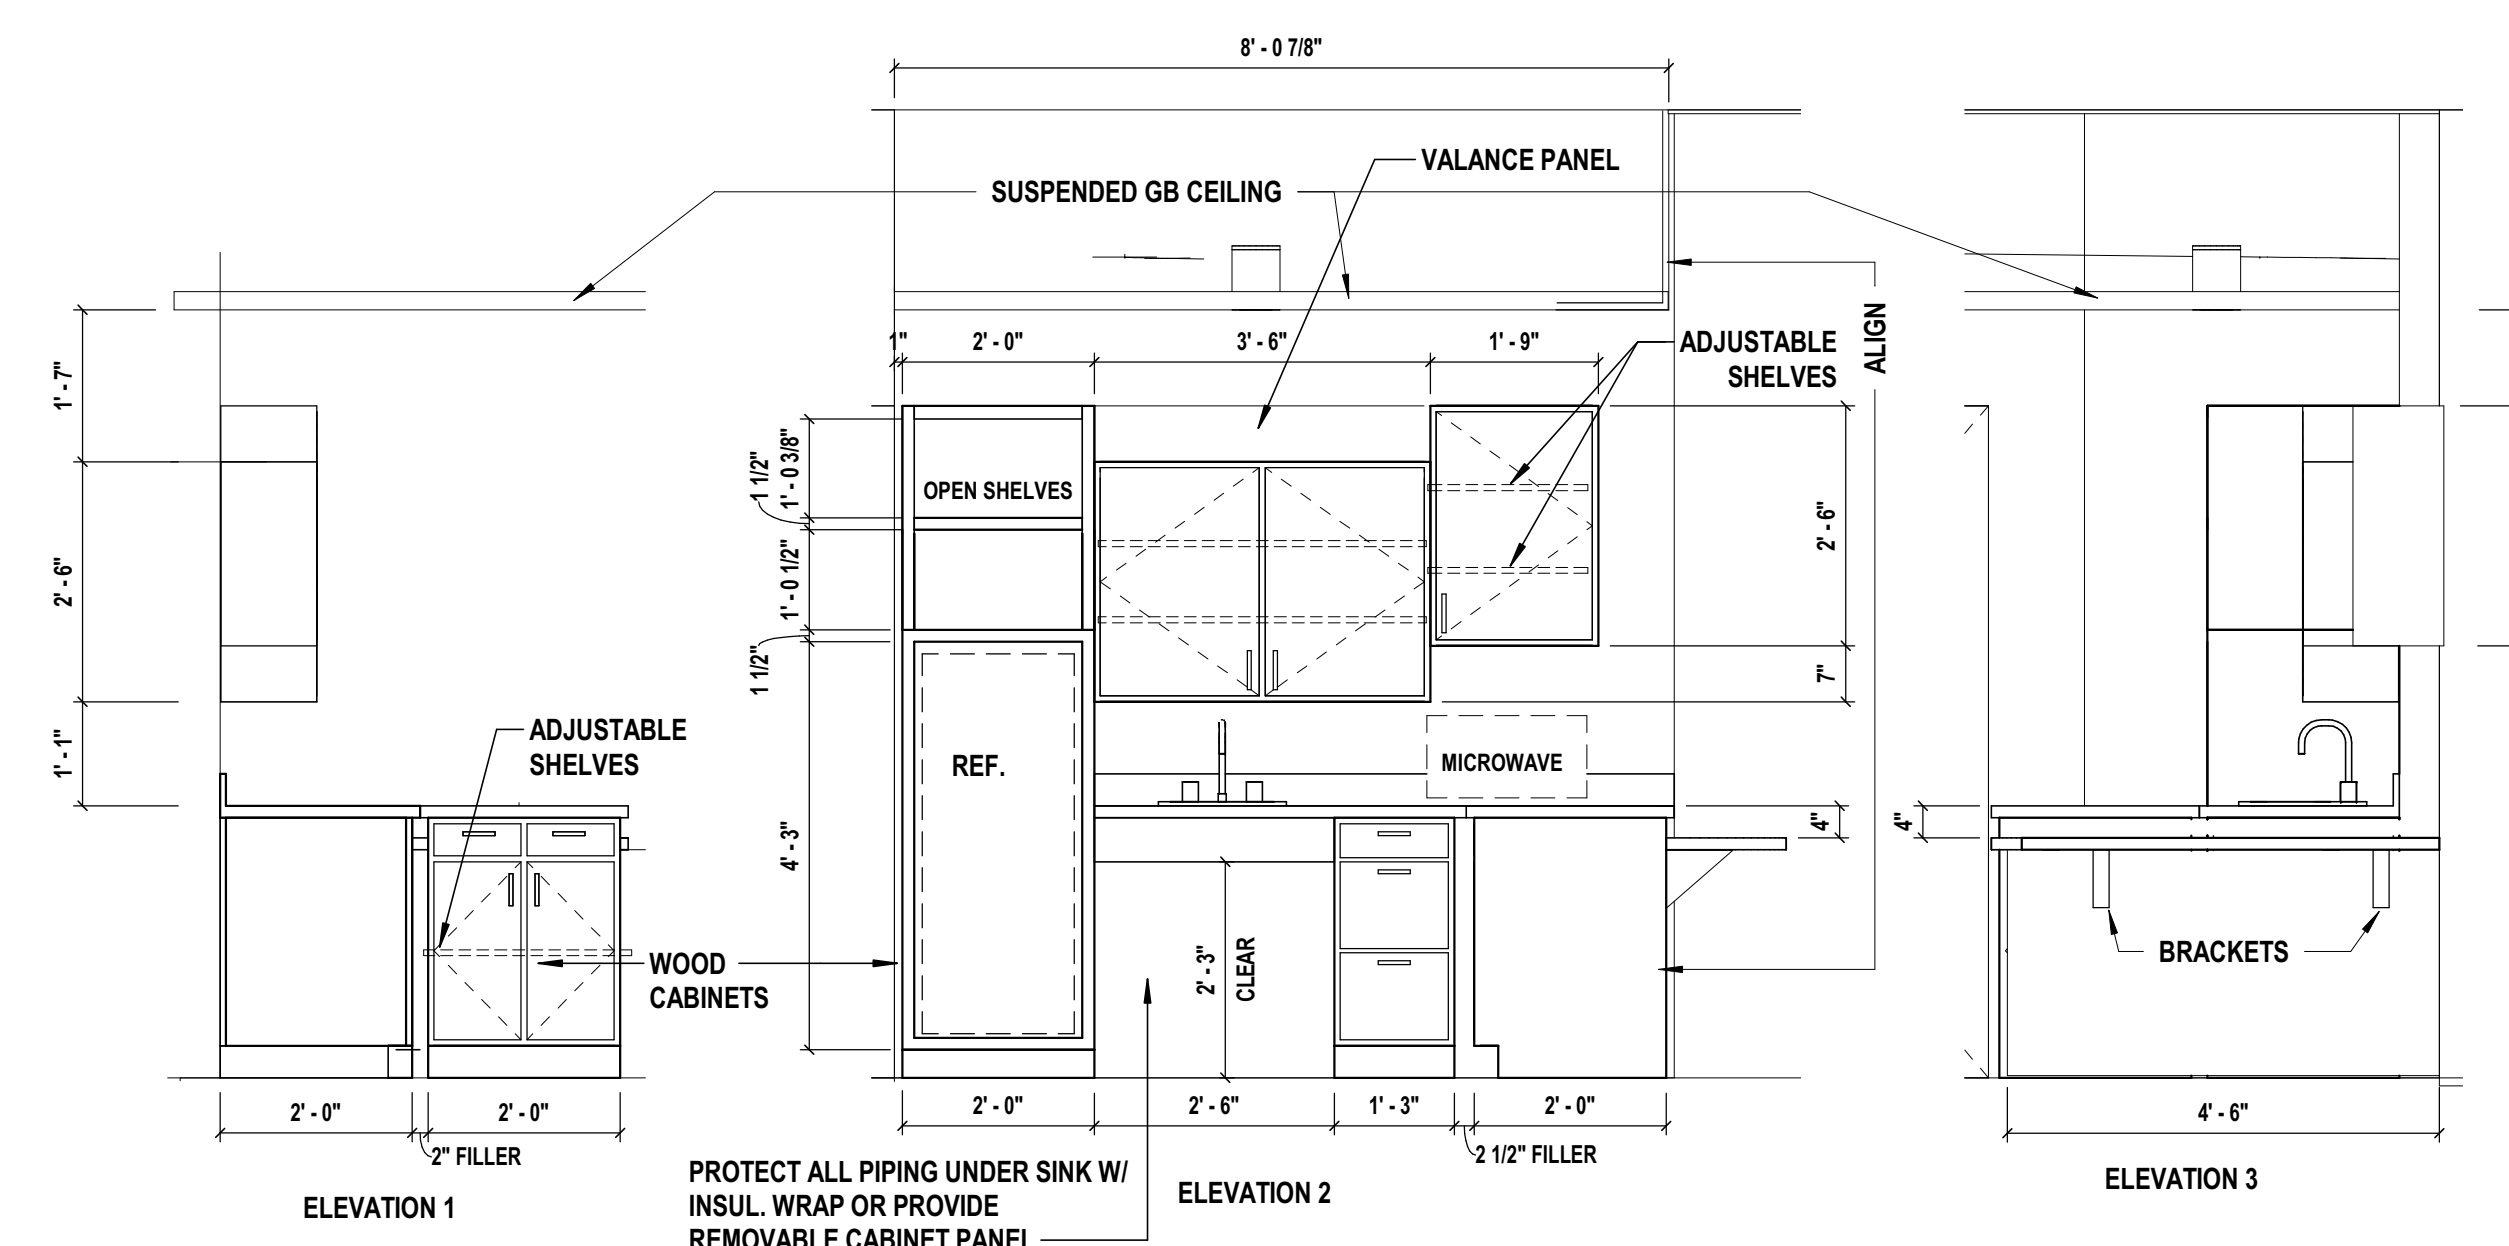 8' - 0 7/8"
VALANCE PANEL
SUSPENDED GB CEILING
ALIGN
1"
2' - 0"
3' - 6"
1' - 9"
ADJUSTABLE
SHELVES
1' - 7"
2' - 6"
1' - 1"
1 1/2"
1' - 0 3/8"
1' - 0 1/2"
1 1/2"
4' - 3"
OPEN SHELVES
2' - 6"
7"
ADJUSTABLE
SHELVES
REF.
MICROWAVE
4"
4"
WOOD
CABINETS
2' - 3"
CLEAR
BRACKETS
2' - 0"
2' - 0"
2" FILLER
2' - 0"
2' - 6"
1' - 3"
2' - 0"
2 1/2" FILLER
4' - 6"
PROTECT ALL PIPING UNDER SINK W/
INSUL. WRAP OR PROVIDE
REMOVABLE CABINET PANEL
ELEVATION 1
ELEVATION 2
ELEVATION 3